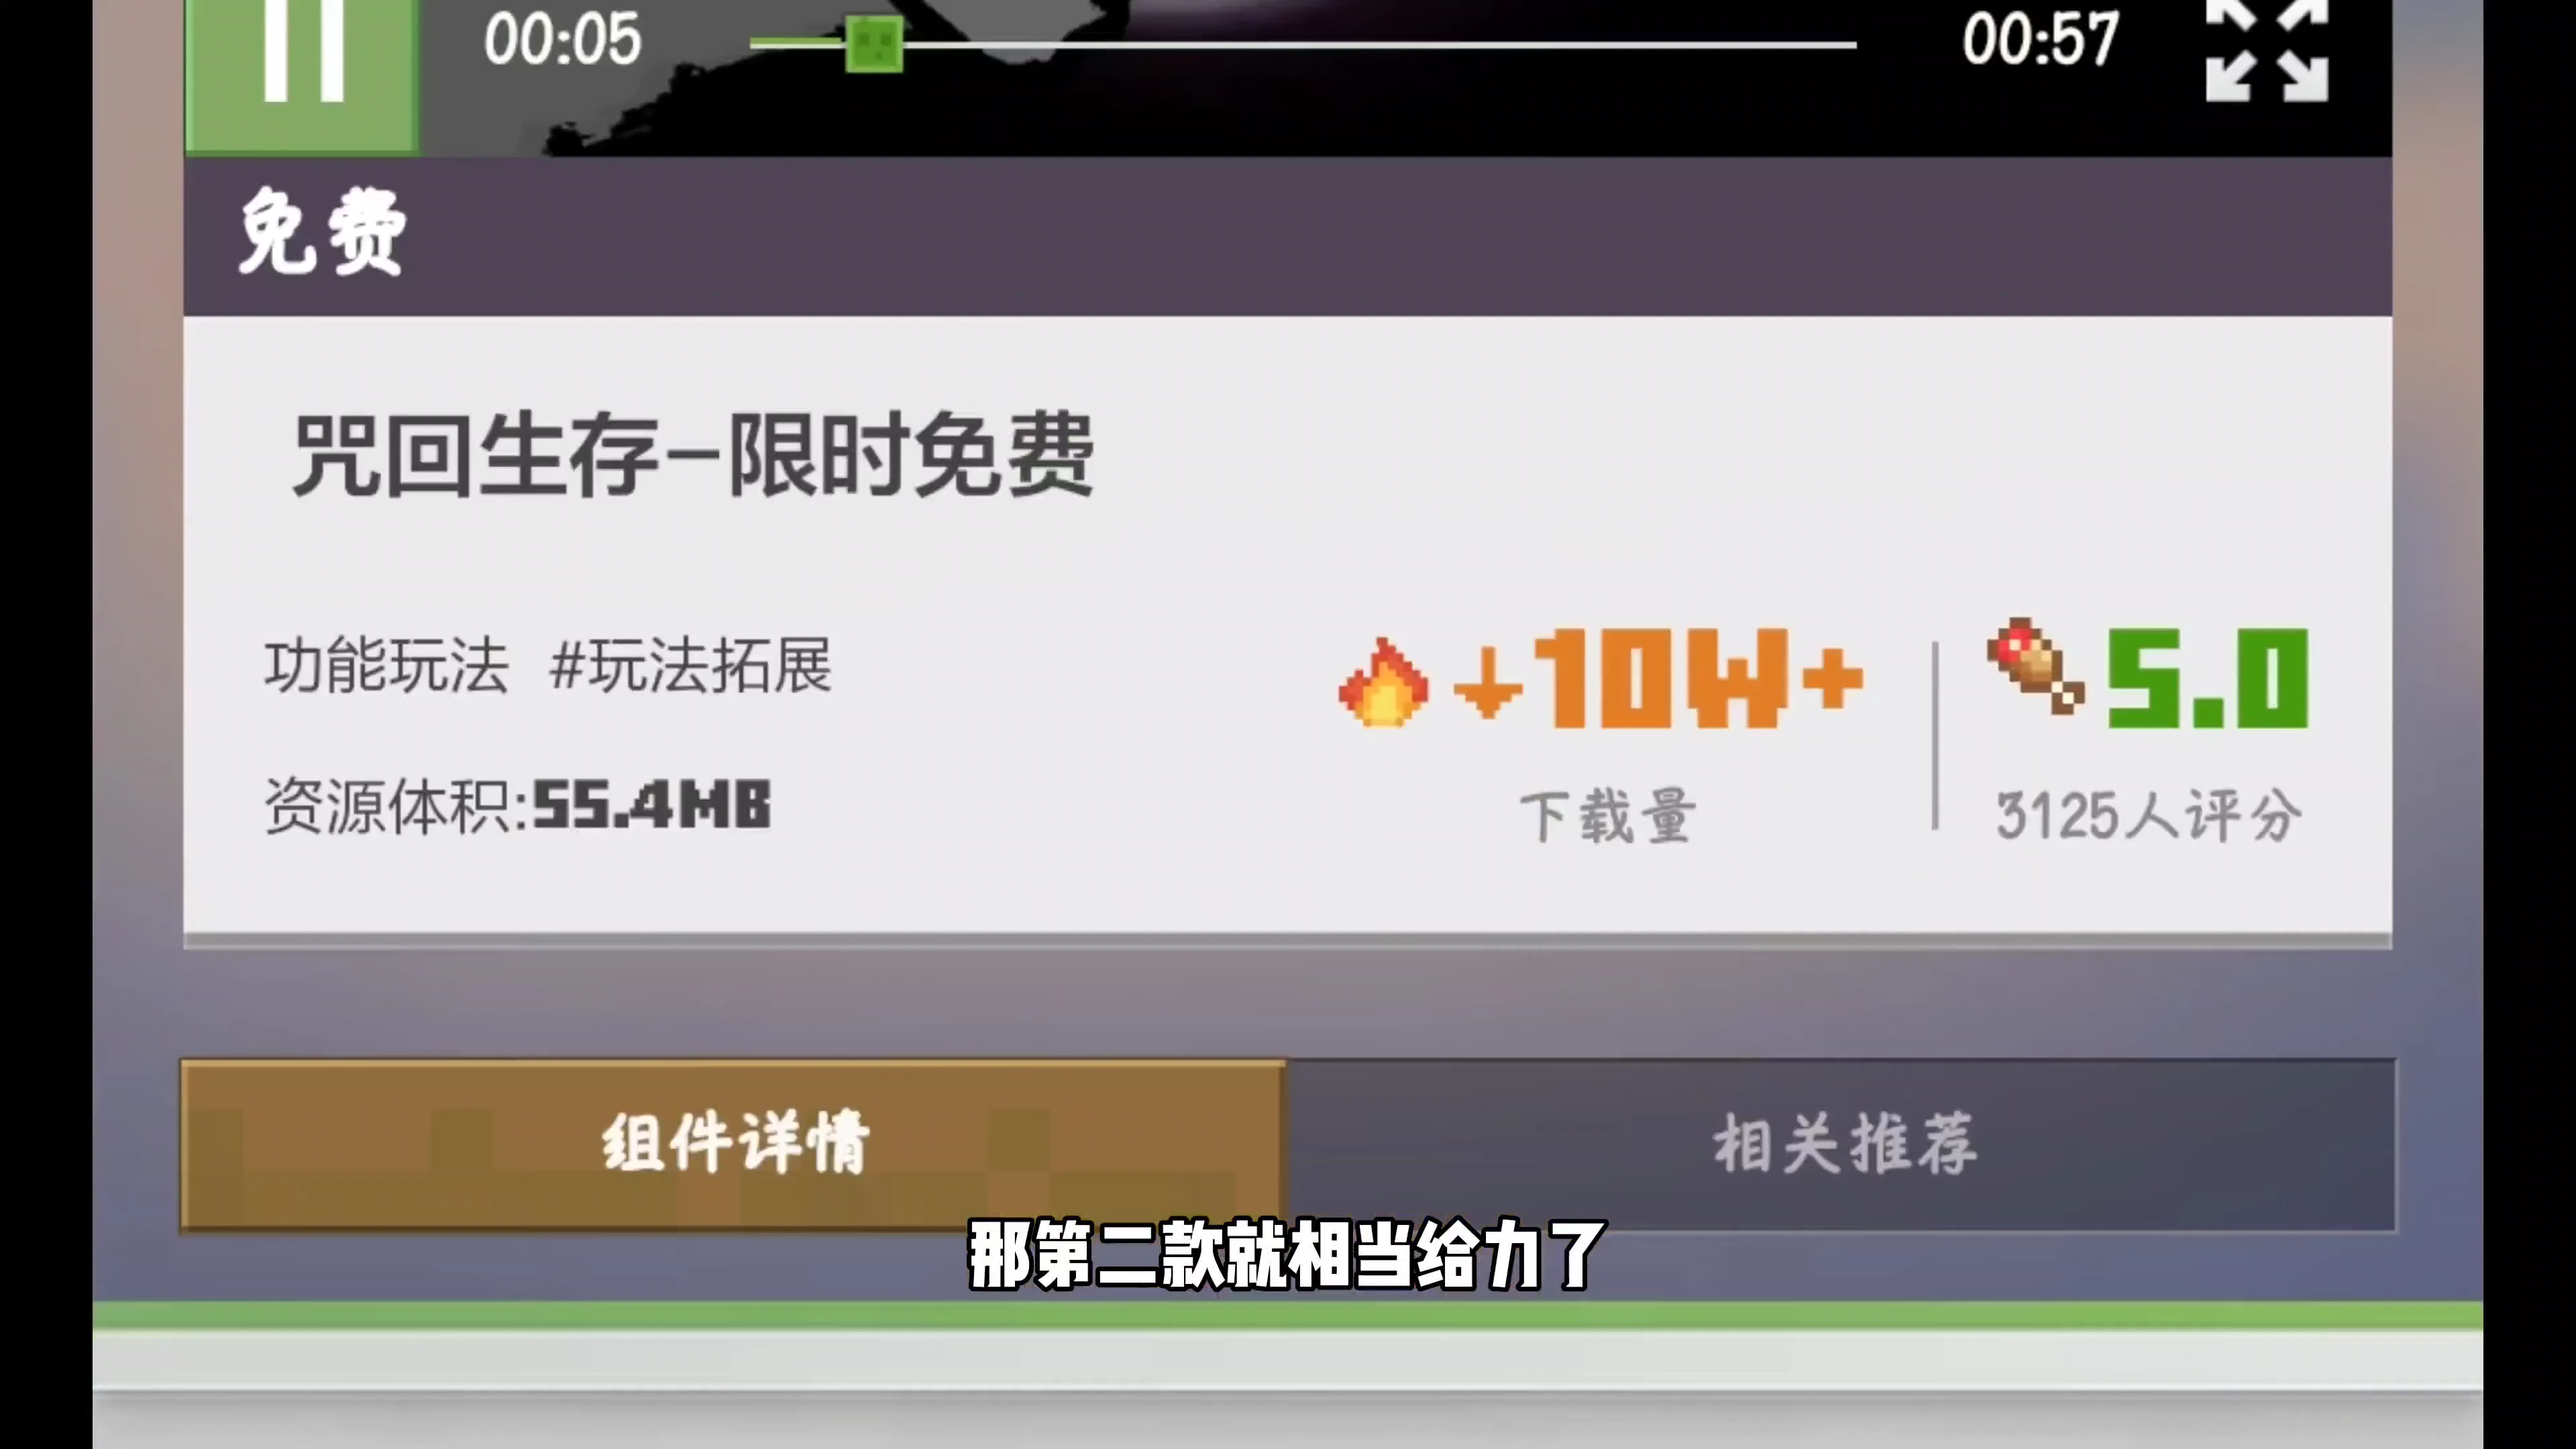 00:05
00:57
免费
咒回生存-限时免费
功能玩法 #玩法拓展
↓10W+
5.0
资源体积:55.4MB
下载量
3125人评分
组件详情
相关推荐
那第二款就相当给力了